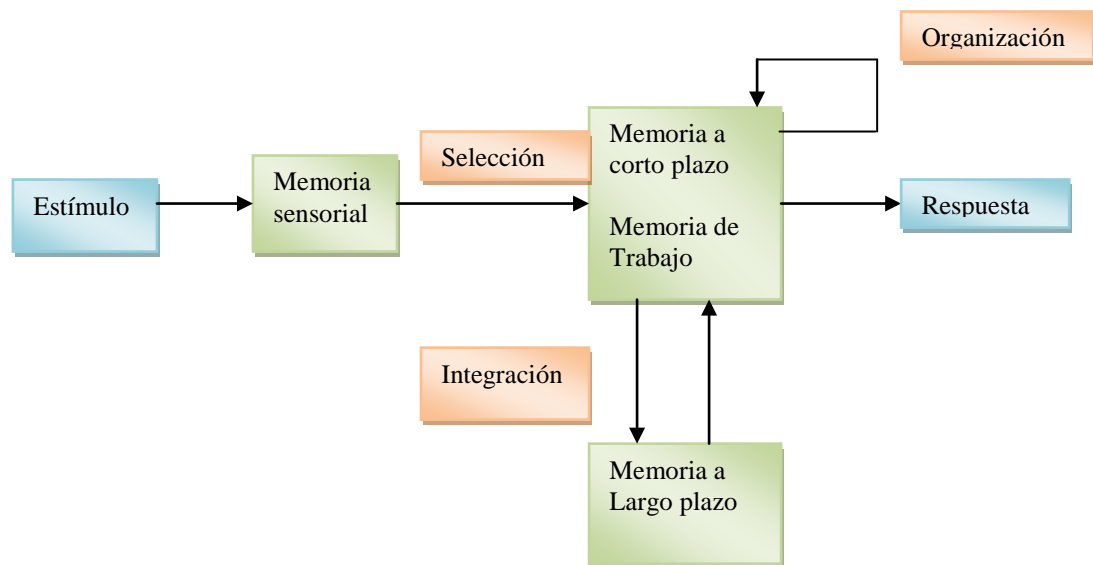 Organización
Selección
Memoria a
corto plazo
Memoria de
Trabajo
Estímulo
Memoria
sensorial
Respuesta
Integración
Memoria a
Largo plazo